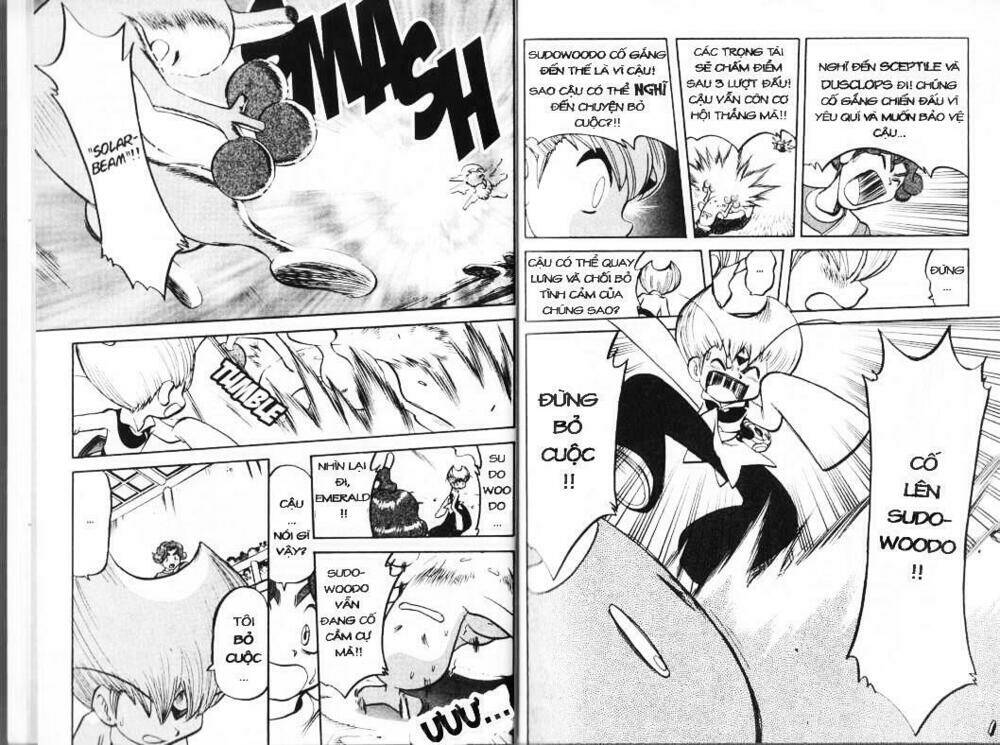 SMASH
"SOLAR-
BEAM"!!
THIMBLE
...
TÔI
BỎ
CUỘC
...
CẬU
...
NÓI GÌ
VẬY?
NHÌN LẠI
ĐI,
EMERALD
!!
SU
DO
WOO
DO
...
SUDO-
WOODO
VẪN
ĐANG CỐ
CẦM CỰ
MÀ!!
ƯƯƯ...
SUDOWOODO CỐ GẮNG
ĐẾN THẾ LÀ VÌ CẬU!
SAO CẬU CÓ THỂ NGHĨ
ĐẾN CHUYỆN BỎ
CUỘC?!!
CÁC TRỌNG TÀI
SẼ CHẤM ĐIỂM
SAU 3 LƯỢT ĐẤU!
CẬU VẪN CÒN CƠ
HỘI THẮNG MÀ!!
NGHĨ ĐẾN SCEPTILE VÀ
DUSCLOPS ĐI! CHÚNG
CỐ GẮNG CHIẾN ĐẤU VÌ
YÊU QUÍ VÀ MUỐN BẢO VỆ
CẬU...
CẬU CÓ THỂ QUAY
LƯNG VÀ CHỐI BỎ
TÌNH CẢM CỦA
CHÚNG SAO?
...
ĐỪNG
...
ĐỪNG
BỎ
CUỘC
!!
CỐ
LÊN
SUDO-
WOODO
!!